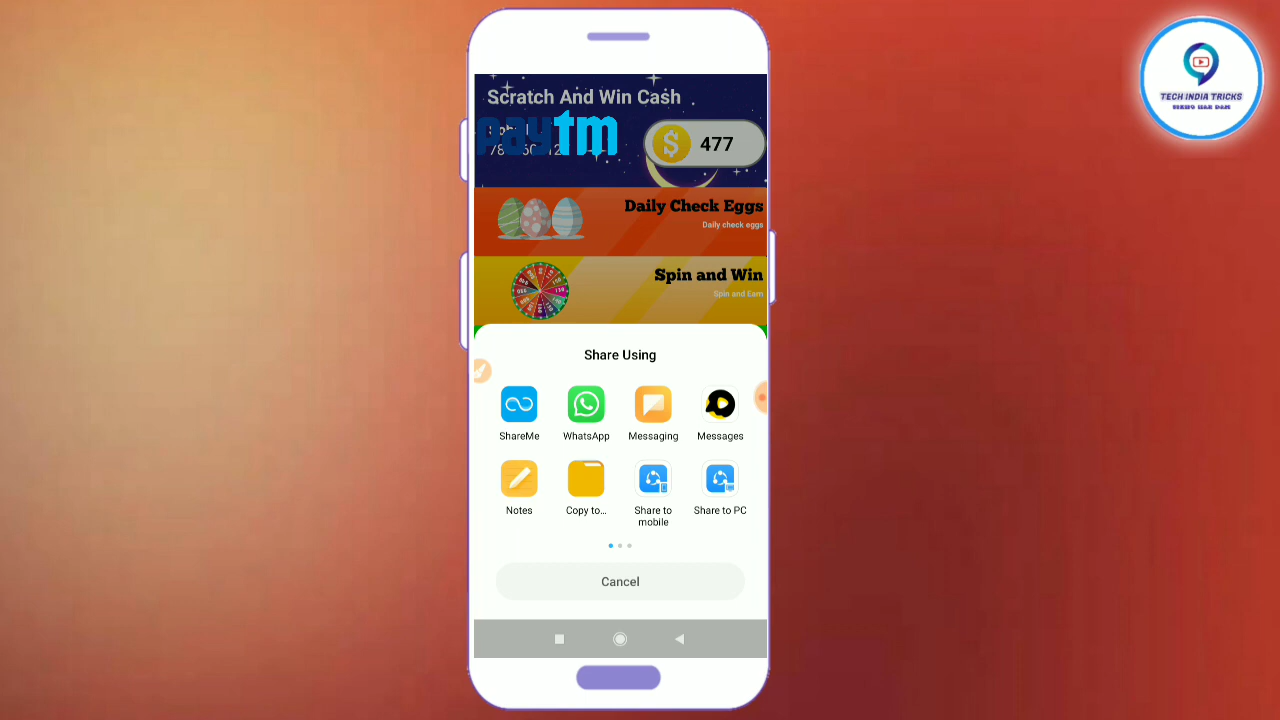 Scratch And Win Cash
paytm
477
Daily Check Eggs
Daily check eggs
Spin and Win
Spin and Earn
Share Using
ShareMe
WhatsApp
Messaging
Messages
Notes
Copy to...
Share to
mobile
Share to PC
Cancel
TECH INDIA TRICKS